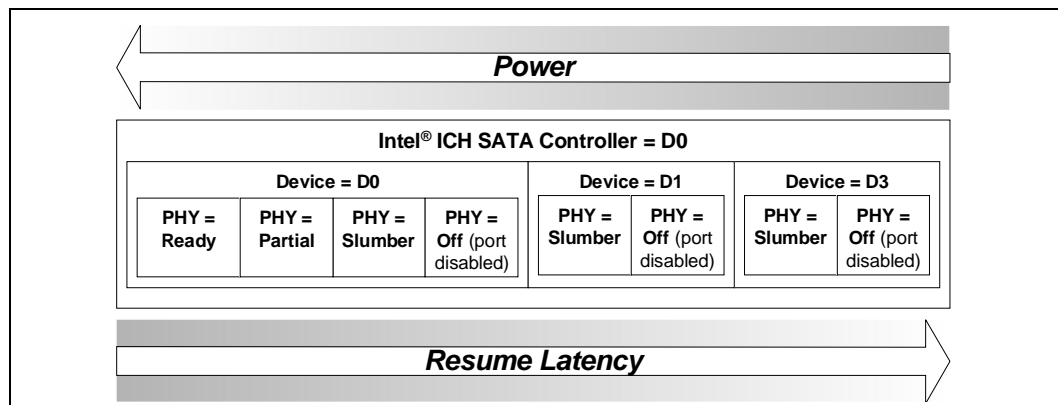 Power
Intel® ICH SATA Controller = D0
Device = D0
PHY =
Ready
PHY =
Partial
PHY =
Slumber
PHY =
Off (port
disabled)
Device = D1
PHY =
Slumber
PHY =
Off (port
disabled)
Device = D3
PHY =
Slumber
PHY =
Off (port
disabled)
Resume Latency